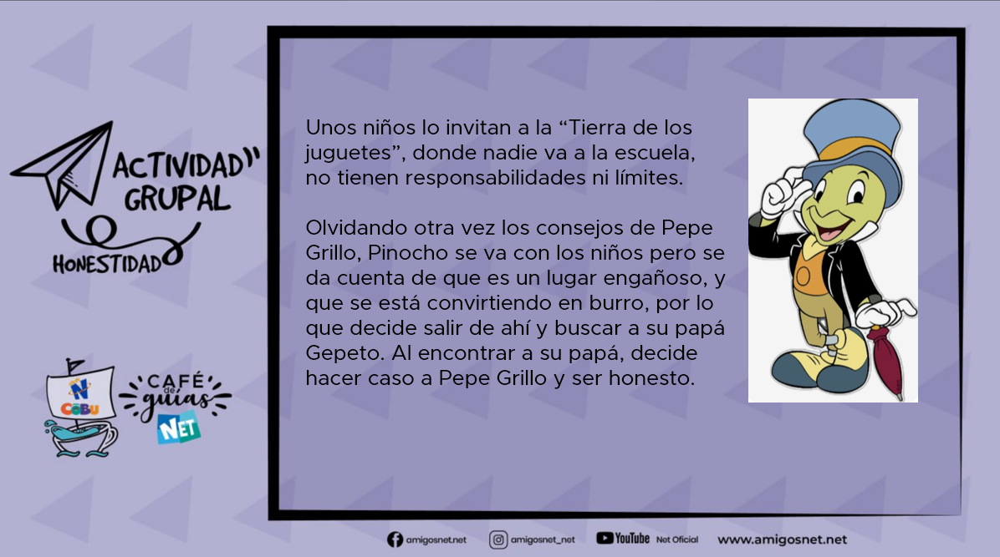 ACTIVIDAD"
GRUPAL
HONESTIDAD
N
COBU
CAFÉ
de
guías
NET
Unos niños lo invitan a la “Tierra de los
juguetes”, donde nadie va a la escuela,
no tienen responsabilidades ni límites.
Olvidando otra vez los consejos de Pepe
Grillo, Pinocho se va con los niños pero se
da cuenta de que es un lugar engañoso, y
que se está convirtiendo en burro, por lo
que decide salir de ahí y buscar a su papá
Gepeto. Al encontrar a su papá, decide
hacer caso a Pepe Grillo y ser honesto.
amigosnet.net amigosnet_net YouTube Net Oficial www.amigosnet.net